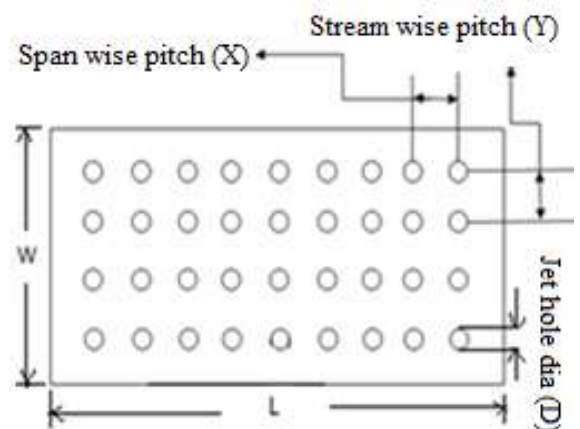 Stream wise pitch (Y)
Span wise pitch (X)
W
L
Jet hole dia (D)